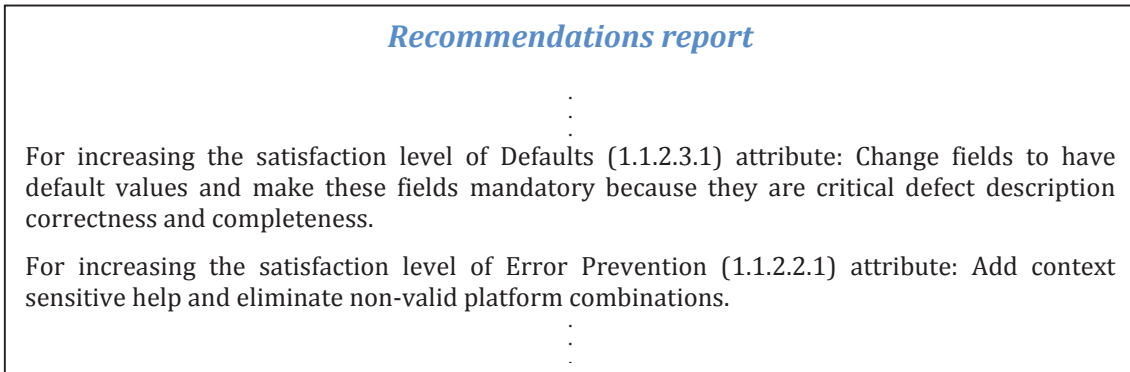 Recommendations report
.
.
.
For increasing the satisfaction level of Defaults (1.1.2.3.1) attribute: Change fields to have
default values and make these fields mandatory because they are critical defect description
correctness and completeness.
For increasing the satisfaction level of Error Prevention (1.1.2.2.1) attribute: Add context
sensitive help and eliminate non-valid platform combinations.
.
.
.